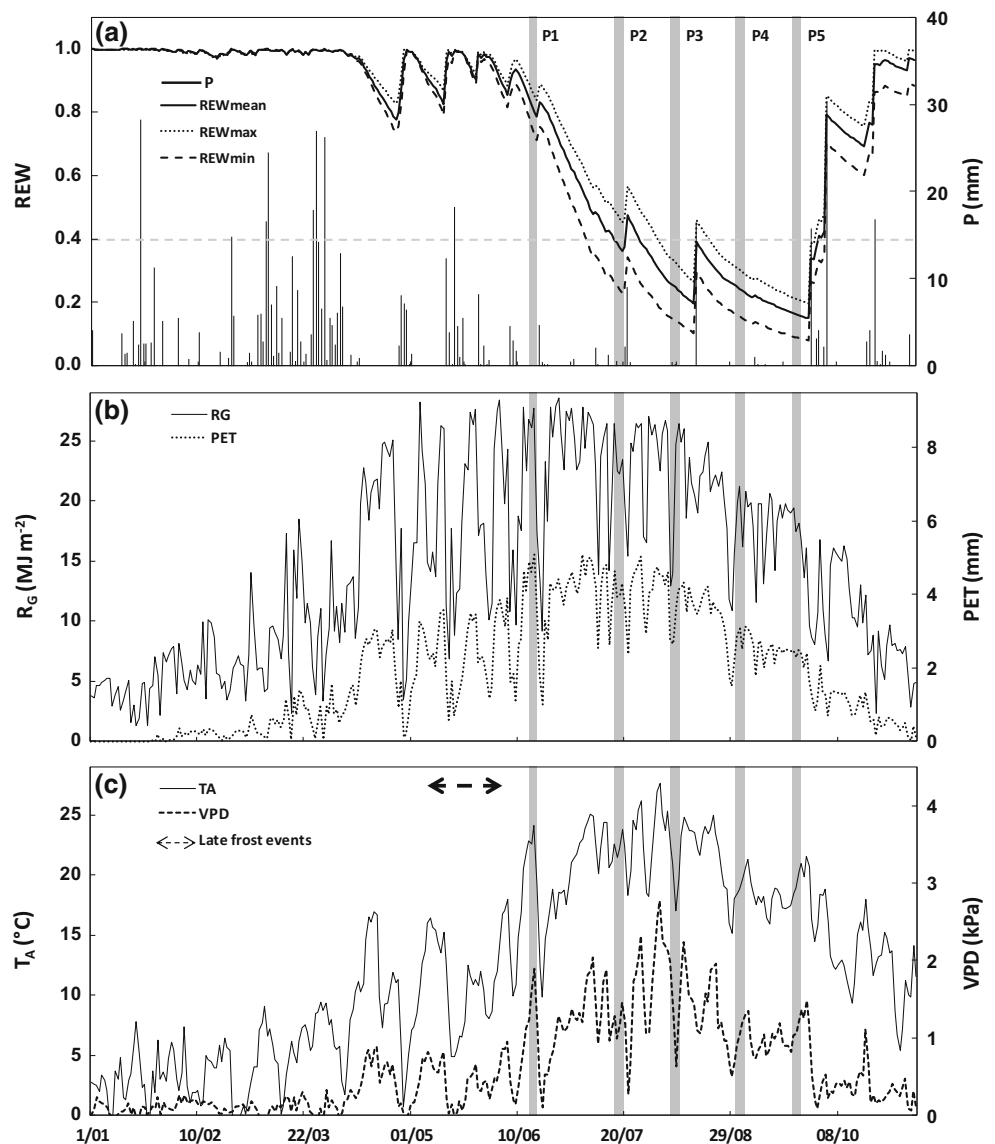 (a)
P1 P2 P3 P4 P5
P
REWmean
REWmax
REWmin
REW
1.0
0.8
0.6
0.4
0.2
0.0
P (mm)
40
30
20
10
0
(b)
RG
PET
R_G (MJ m⁻²)
25
20
15
10
5
0
PET (mm)
8
6
4
2
0
(c)
TA
VPD
Late frost events
T_A (°C)
25
20
15
10
5
0
VPD (kPa)
4
3
2
1
0
1/01 10/02 22/03 01/05 10/06 20/07 29/08 08/10